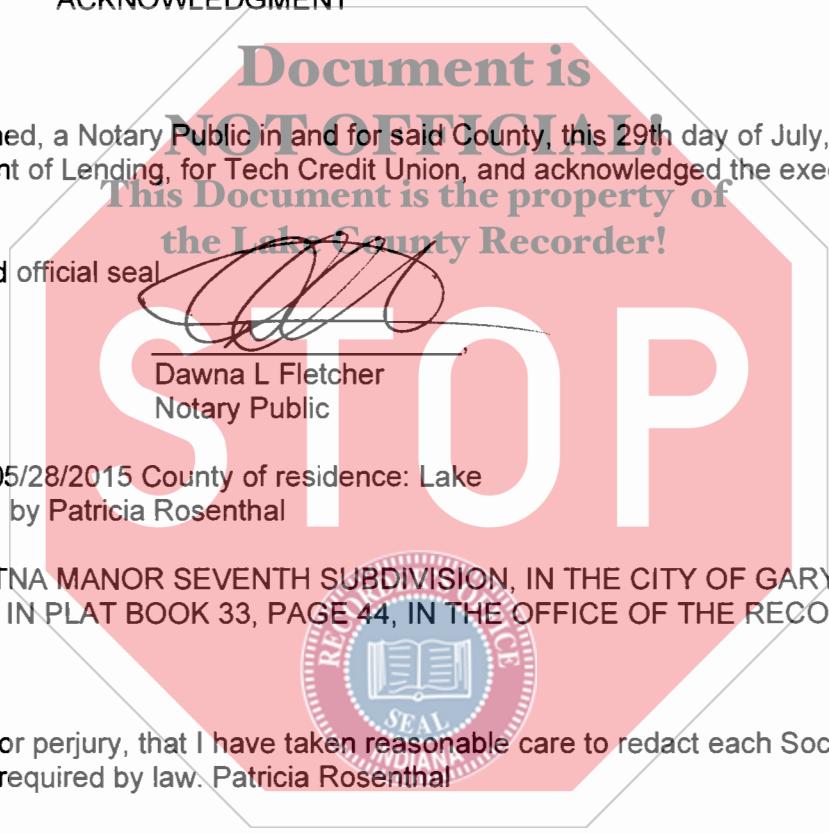 ACKNOWLEDGMENT
Document is
NOT OFFICIAL!
ned, a Notary Public in and for said County, this 29th day of July,
nt of Lending, for Tech Credit Union, and acknowledged the exe
This Document is the property of
the Lake County Recorder!
d official seal
STOP
Dawna L Fletcher
Notary Public
05/28/2015 County of residence: Lake
by Patricia Rosenthal
TNA MANOR SEVENTH SUBDIVISION, IN THE CITY OF GARY
IN PLAT BOOK 33, PAGE 44, IN THE OFFICE OF THE RECO
SEAL
INDIANA
or perjury, that I have taken reasonable care to redact each Soc
required by law. Patricia Rosenthal